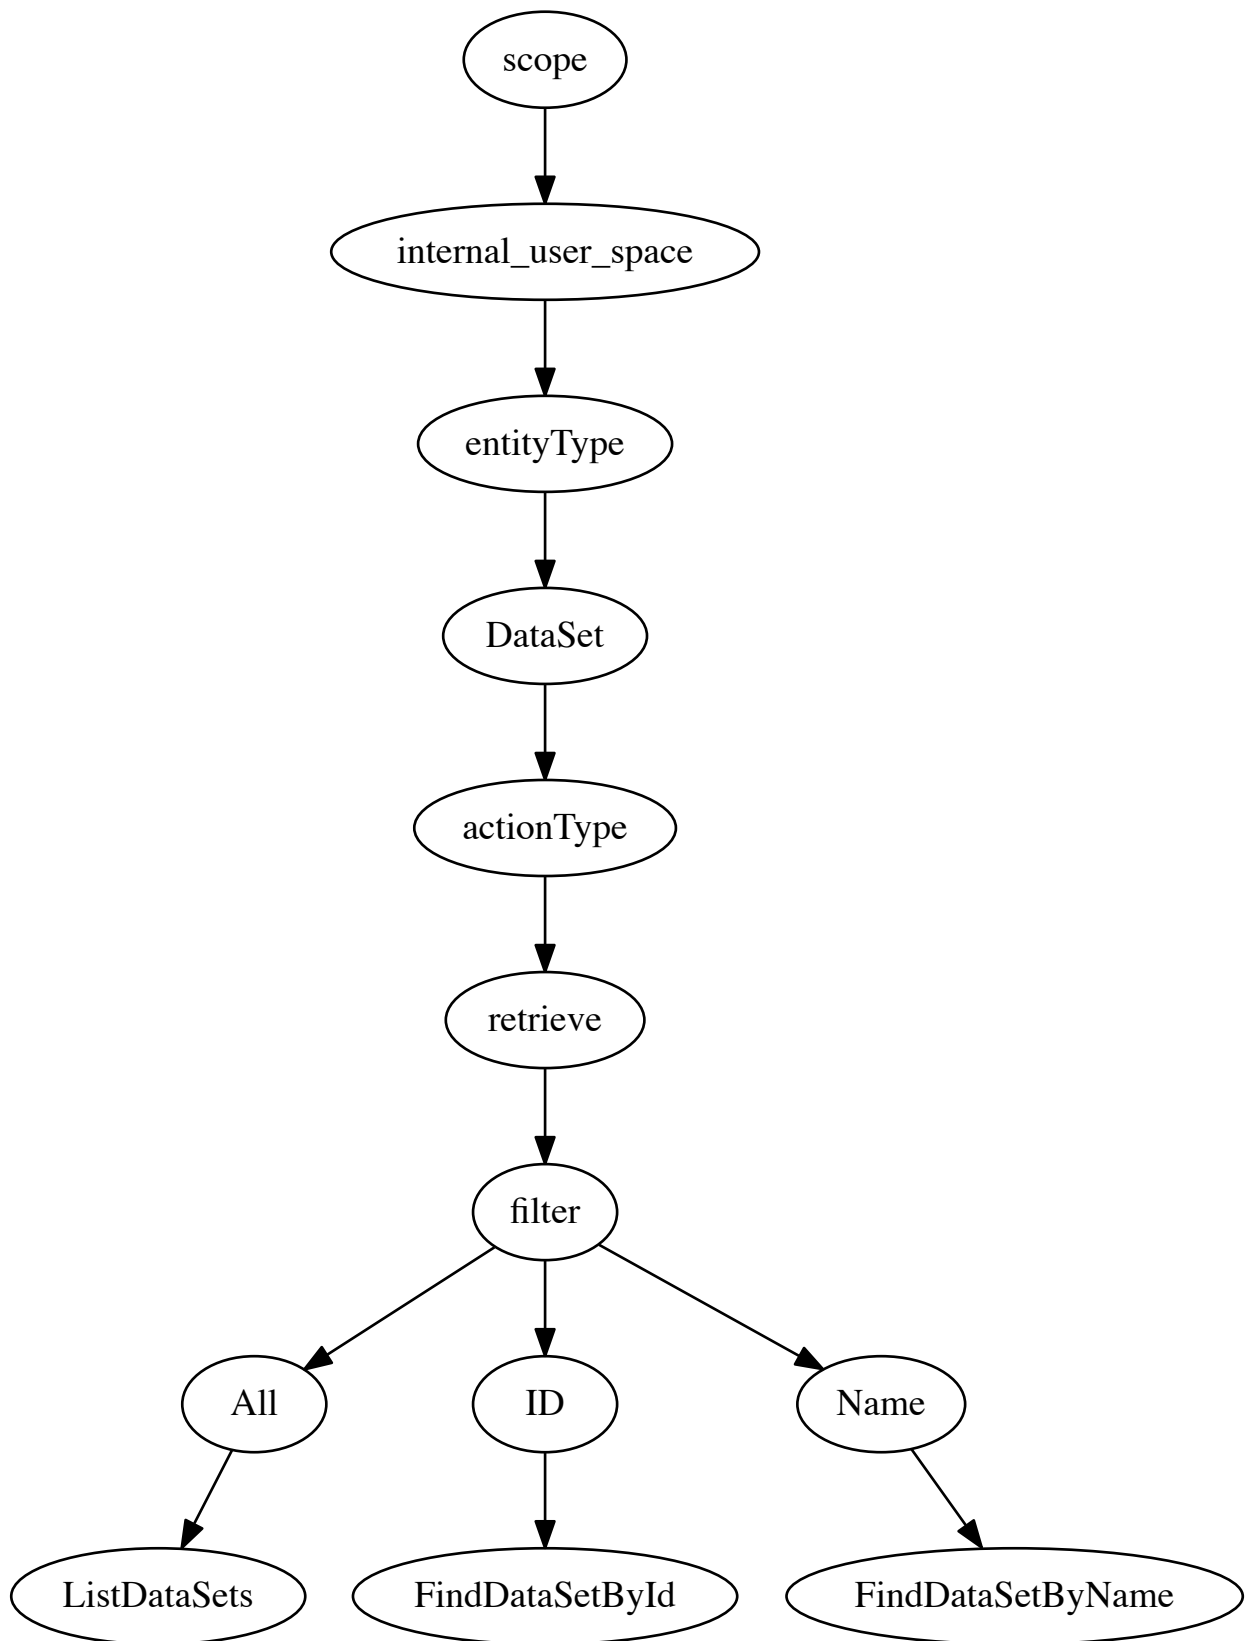 scope
internal_user_space
entityType
DataSet
actionType
retrieve
filter
All
ID
Name
ListDataSets
FindDataSetById
FindDataSetByName